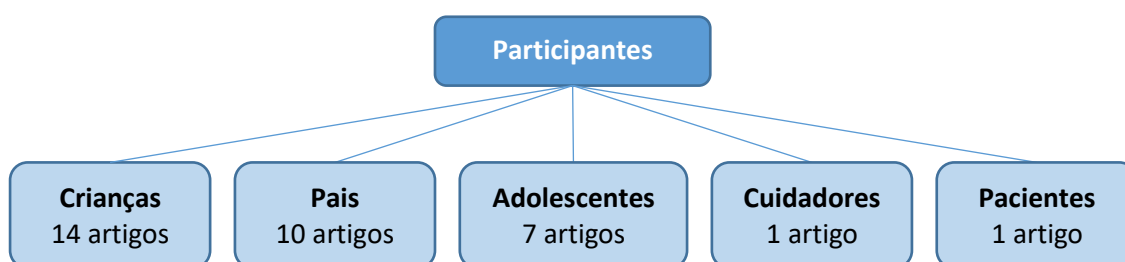 Participantes
Crianças
14 artigos
Pais
10 artigos
Adolescentes
7 artigos
Cuidadores
1 artigo
Pacientes
1 artigo